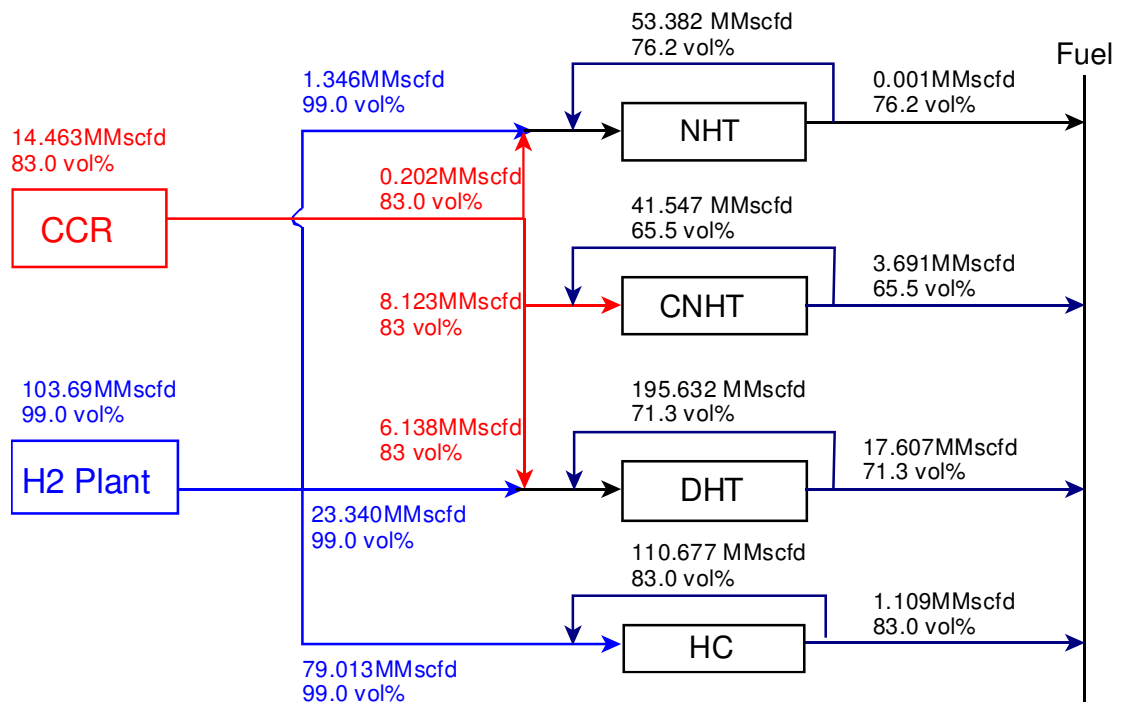 53.382 MMscfd
76.2 vol%
Fuel
1.346MMscfd
99.0 vol%
0.001MMscfd
76.2 vol%
14.463MMscfd
83.0 vol%
NHT
0.202MMscfd
83.0 vol%
CCR
41.547 MMscfd
65.5 vol%
3.691MMscfd
65.5 vol%
8.123MMscfd
83 vol%
CNHT
103.69MMscfd
99.0 vol%
195.632 MMscfd
71.3 vol%
6.138MMscfd
83 vol%
17.607MMscfd
71.3 vol%
H2 Plant
DHT
23.340MMscfd
99.0 vol%
110.677 MMscfd
83.0 vol%
1.109MMscfd
83.0 vol%
HC
79.013MMscfd
99.0 vol%